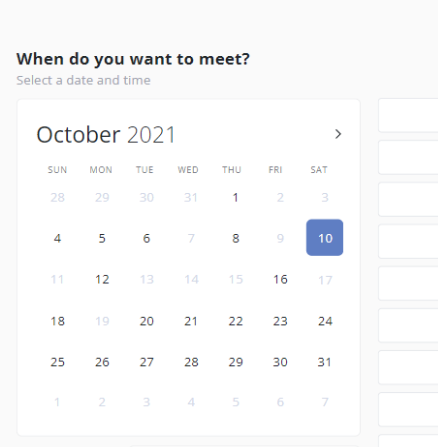 When do you want to meet?
Select a date and time
October 2021 >
SUN MON TUE WED THU FRI SAT
28 29 30 31 1 2 3
4 5 6 7 8 9 10
11 12 13 14 15 16 17
18 19 20 21 22 23 24
25 26 27 28 29 30 31
1 2 3 4 5 6 7